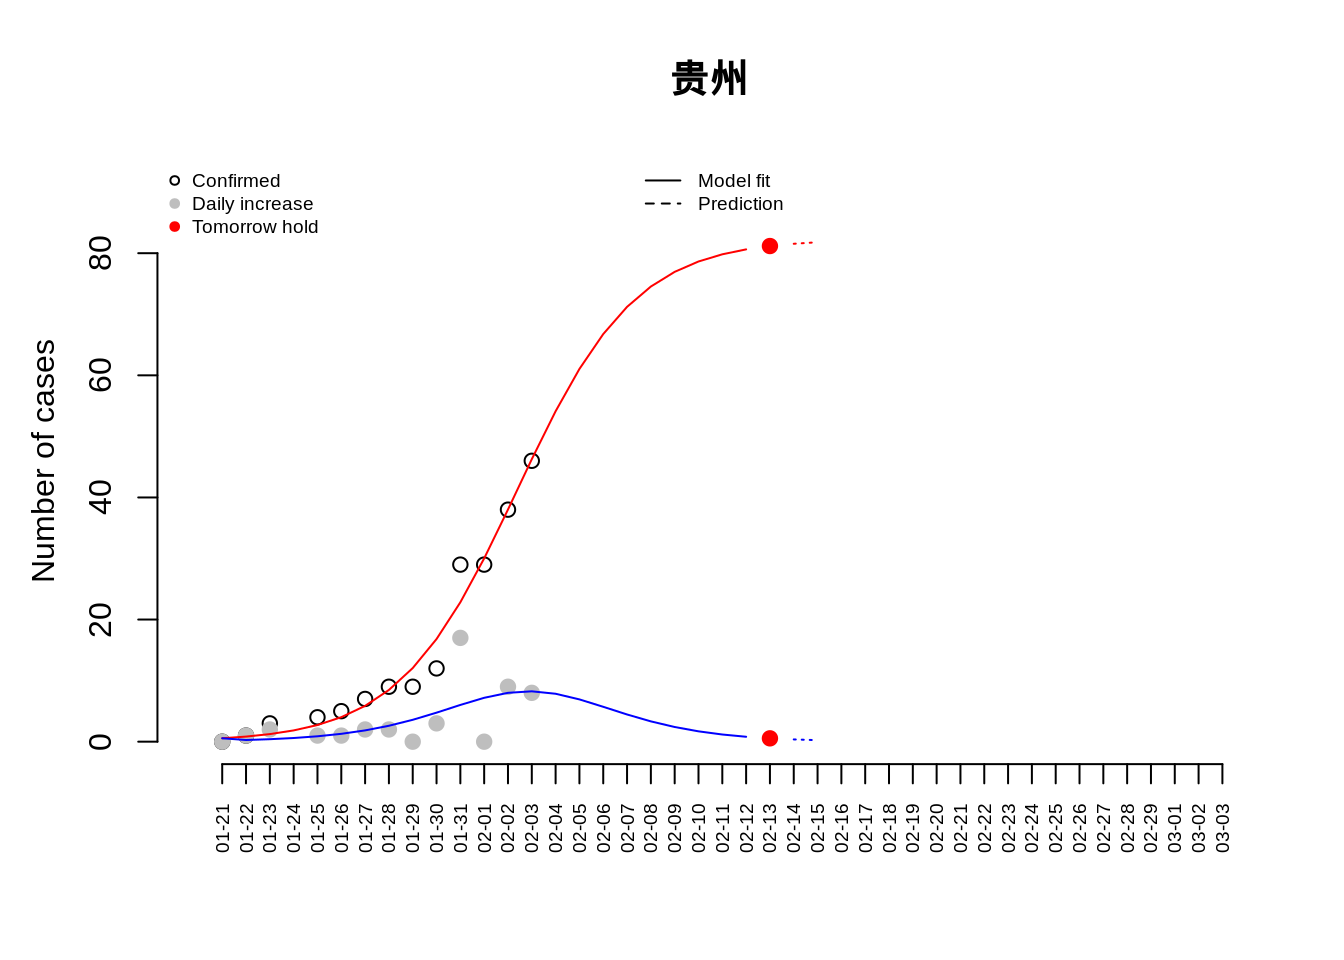 贵州
Confirmed
Daily increase
Tomorrow hold
Model fit
Prediction
Number of cases
80
60
40
20
0
01-21 01-22 01-23 01-24 01-25 01-26 01-27 01-28 01-29 01-30 01-31 02-01 02-02 02-03 02-04 02-05 02-06 02-07 02-08 02-09 02-10 02-11 02-12 02-13 02-14 02-15 02-16 02-17 02-18 02-19 02-20 02-21 02-22 02-23 02-24 02-25 02-26 02-27 02-28 02-29 03-01 03-02 03-03